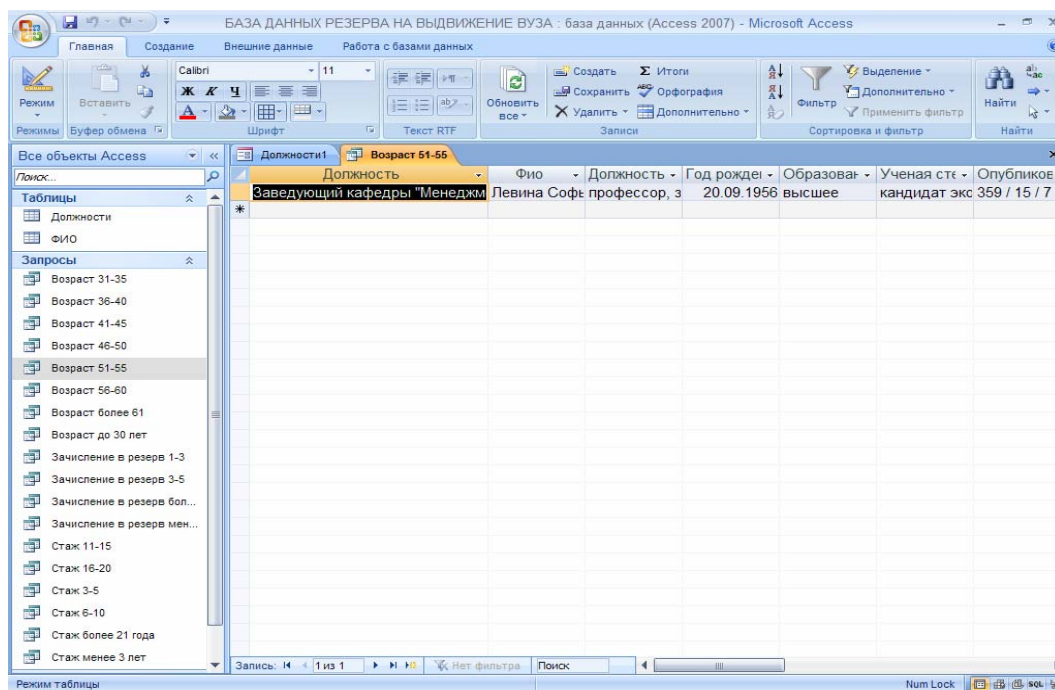 БАЗА ДАННЫХ РЕЗЕРВА НА ВЫДВИЖЕНИЕ ВУЗА : база данных (Access 2007) - Microsoft Access
Главная Создание Внешние данные Работа с базами данных
Режим
Режимы
Вставить
Буфер обмена
Calibri 11
Ж К Ч
Шрифт
Текст RTF
Обновить все
Создать
Сохранить
Удалить
Итоги
Орфография
Дополнительно
Записи
Фильтр
Выделение
Дополнительно
Применить фильтр
Сортировка и фильтр
Найти
Найти
Все объекты Access
Поиск...
Таблицы
Должности
ФИО
Запросы
Возраст 31-35
Возраст 36-40
Возраст 41-45
Возраст 46-50
Возраст 51-55
Возраст 56-60
Возраст более 61
Возраст до 30 лет
Зачисление в резерв 1-3
Зачисление в резерв 3-5
Зачисление в резерв бол...
Зачисление в резерв мен...
Стаж 11-15
Стаж 16-20
Стаж 3-5
Стаж 6-10
Стаж более 21 года
Стаж менее 3 лет
Должности1 Возраст 51-55
Должность Фио Должность Год рожден Образоваı Ученая сте Опубликов
Заведующий кафедры "Менеджм Левина Софь профессор, з 20.09.1956 высшее кандидат экс 359 / 15 / 7
Запись: 1 из 1 Нет фильтра Поиск
Режим таблицы Num Lock SQL